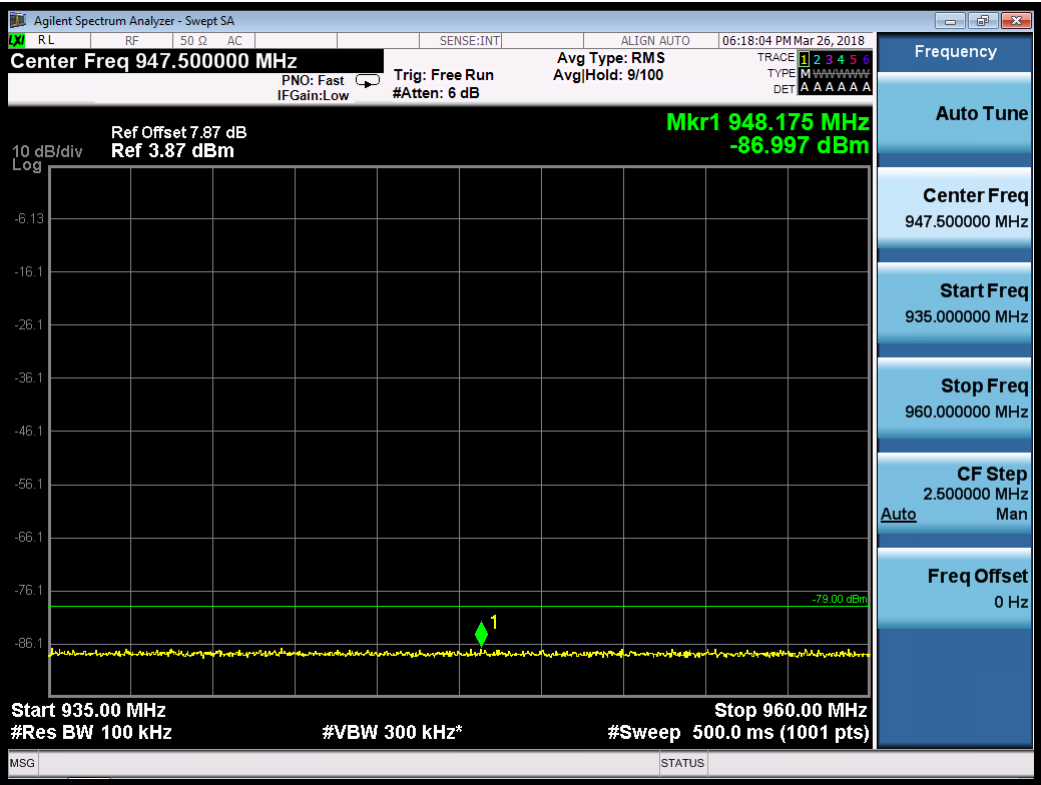 Agilent Spectrum Analyzer - Swept SA
LXI RL RF 50 Ω AC SENSE:INT ALIGN AUTO 06:18:04 PM Mar 26, 2018
Center Freq 947.500000 MHz
PNO: Fast
IFGain:Low
Trig: Free Run
#Atten: 6 dB
Avg Type: RMS
Avg|Hold: 9/100
TRACE 1 2 3 4 5 6
TYPE M WWWWW
DET A A A A A A
Ref Offset 7.87 dB
10 dB/div Ref 3.87 dBm
Log
Mkr1 948.175 MHz
-86.997 dBm
-6.13
-16.1
-26.1
-36.1
-46.1
-56.1
-66.1
-76.1
-79.00 dBm
1
-86.1
Start 935.00 MHz Stop 960.00 MHz
#Res BW 100 kHz #VBW 300 kHz* #Sweep 500.0 ms (1001 pts)
MSG STATUS
Frequency
Auto Tune
Center Freq
947.500000 MHz
Start Freq
935.000000 MHz
Stop Freq
960.000000 MHz
CF Step
2.500000 MHz
Auto Man
Freq Offset
0 Hz